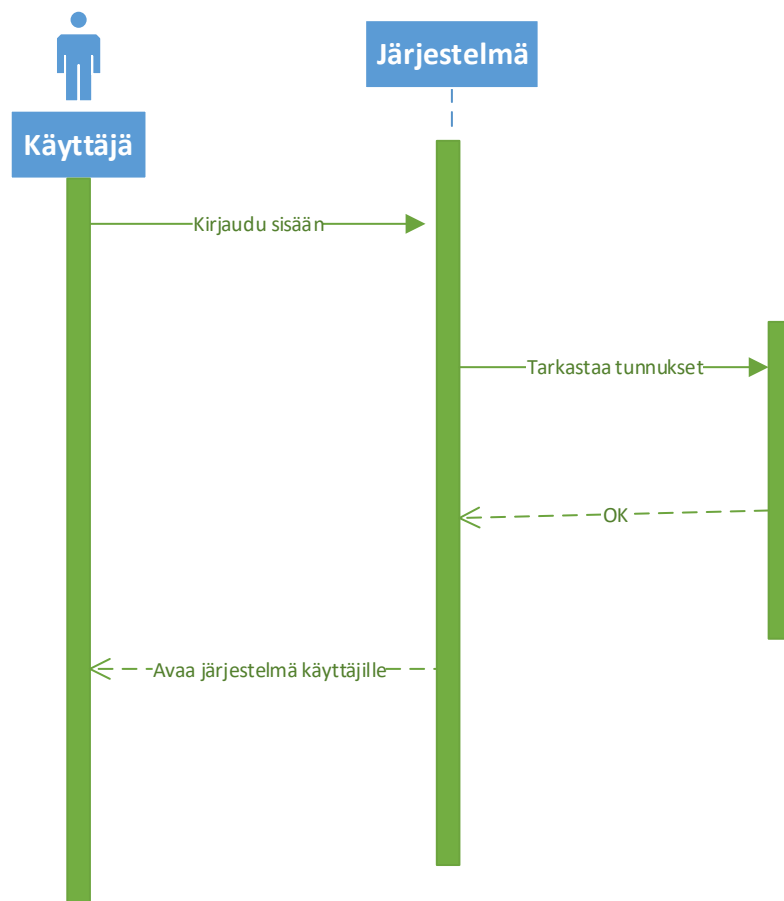 Järjestelmä
Käyttäjä
Kirjaudu sisään
Tarkastaa tunnukset
OK
Avaa järjestelmä käyttäjille